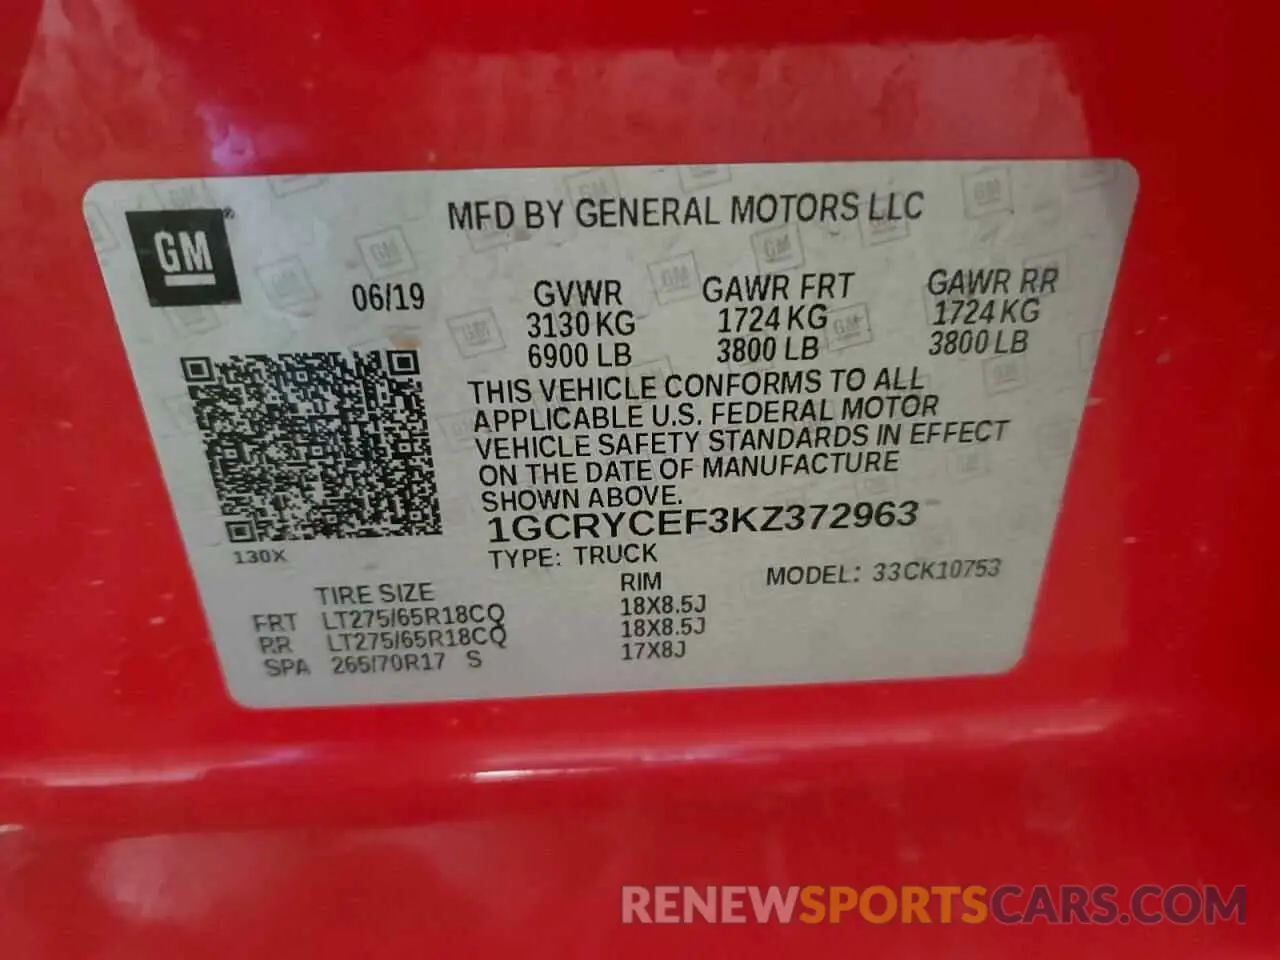 MFD BY GENERAL MOTORS LLC
GM®
06/19
GVWR GAWR FRT GAWR RR
3130 KG 1724 KG 1724 KG
6900 LB 3800 LB 3800 LB
THIS VEHICLE CONFORMS TO ALL
APPLICABLE U.S. FEDERAL MOTOR
VEHICLE SAFETY STANDARDS IN EFFECT
ON THE DATE OF MANUFACTURE
SHOWN ABOVE.
1GCRYCEF3KZ372963
130X
TYPE: TRUCK
MODEL: 33CK10753
TIRE SIZE RIM
FRT LT275/65R18CQ 18X8.5J
RR LT275/65R18CQ 18X8.5J
SPA 265/70R17 S 17X8J
RENEWSPORTSCARS.COM